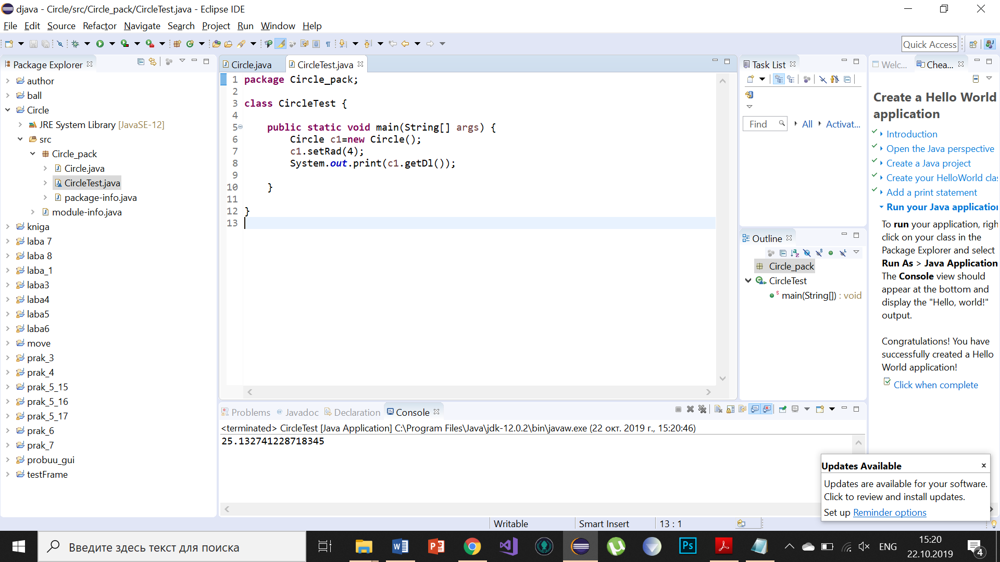 djava - Circle/src/Circle_pack/CircleTest.java - Eclipse IDE
File Edit Source Refactor Navigate Search Project Run Window Help
Quick Access
Package Explorer
author
ball
Circle
JRE System Library [JavaSE-12]
src
Circle_pack
Circle.java
CircleTest.java
package-info.java
module-info.java
kniga
laba 7
laba 8
laba_1
laba3
laba4
laba5
laba6
move
prak_3
prak_4
prak_5_15
prak_5_16
prak_5_17
prak_6
prak_7
probuu_gui
testFrame
Circle.java CircleTest.java
1 package Circle_pack;
2
3 class CircleTest {
4
5 public static void main(String[] args) {
6 Circle c1=new Circle();
7 c1.setRad(4);
8 System.out.print(c1.getDl());
9
10 }
11
12 }
13
Task List
Find All Activat...
Outline
Circle_pack
CircleTest
main(String[]) : void
Welc... Chea...
Create a Hello World
application
Introduction
Open the Java perspective
Create a Java project
Create your HelloWorld clas
Add a print statement
Run your Java application
To run your application, righ
click on your class in the
Package Explorer and select
Run As > Java Application
The Console view should
appear at the bottom and
display the "Hello, world!"
output.
Congratulations! You have
successfully created a Hello
World application!
Click when complete
Problems @ Javadoc Declaration Console
<terminated> CircleTest [Java Application] C:\Program Files\Java\jdk-12.0.2\bin\javaw.exe (22 окт. 2019 г., 15:20:46)
25.132741228718345
Updates Available
Updates are available for your software.
Click to review and install updates.
Set up Reminder options
Writable Smart Insert 13 : 1
Введите здесь текст для поиска
Ps
ENG
15:20
22.10.2019
4